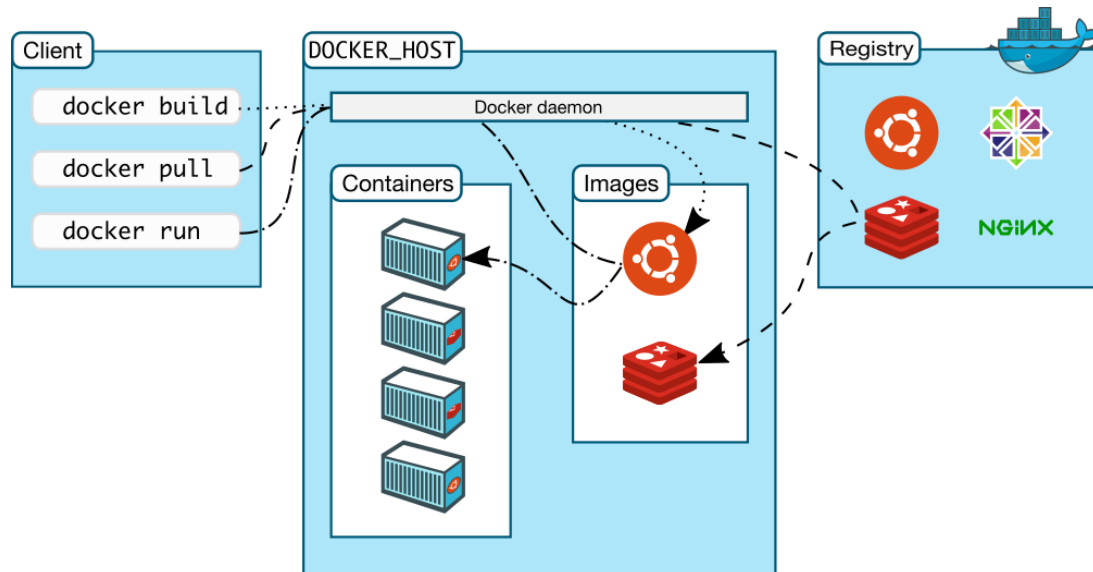 Client
docker build
docker pull
docker run
DOCKER_HOST
Docker daemon
Containers
Images
Registry
NGINX